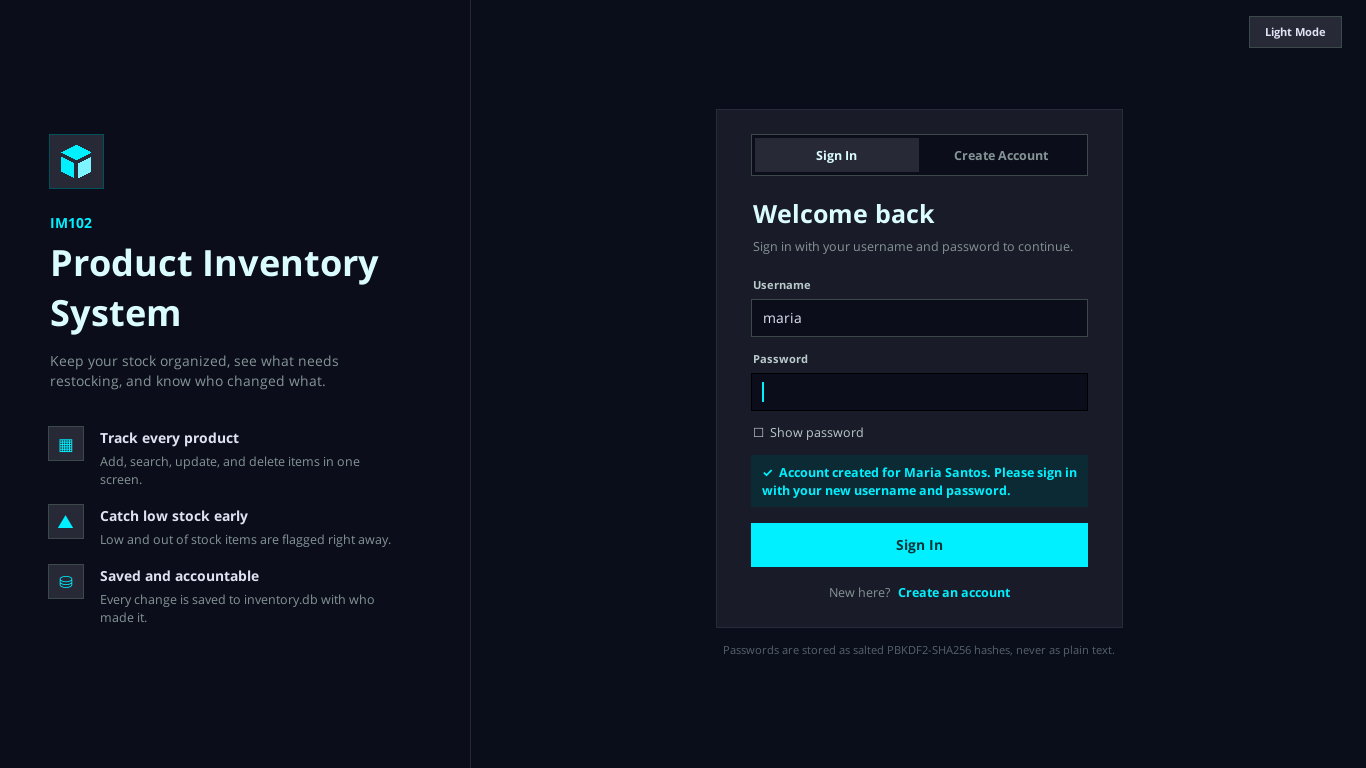 Light Mode
IM102
Product Inventory
System
Keep your stock organized, see what needs
restocking, and know who changed what.
Track every product
Add, search, update, and delete items in one
screen.
Catch low stock early
Low and out of stock items are flagged right away.
Saved and accountable
Every change is saved to inventory.db with who
made it.
Sign In
Create Account
Welcome back
Sign in with your username and password to continue.
Username
maria
Password
☐ Show password
✓ Account created for Maria Santos. Please sign in
with your new username and password.
Sign In
New here? Create an account
Passwords are stored as salted PBKDF2-SHA256 hashes, never as plain text.